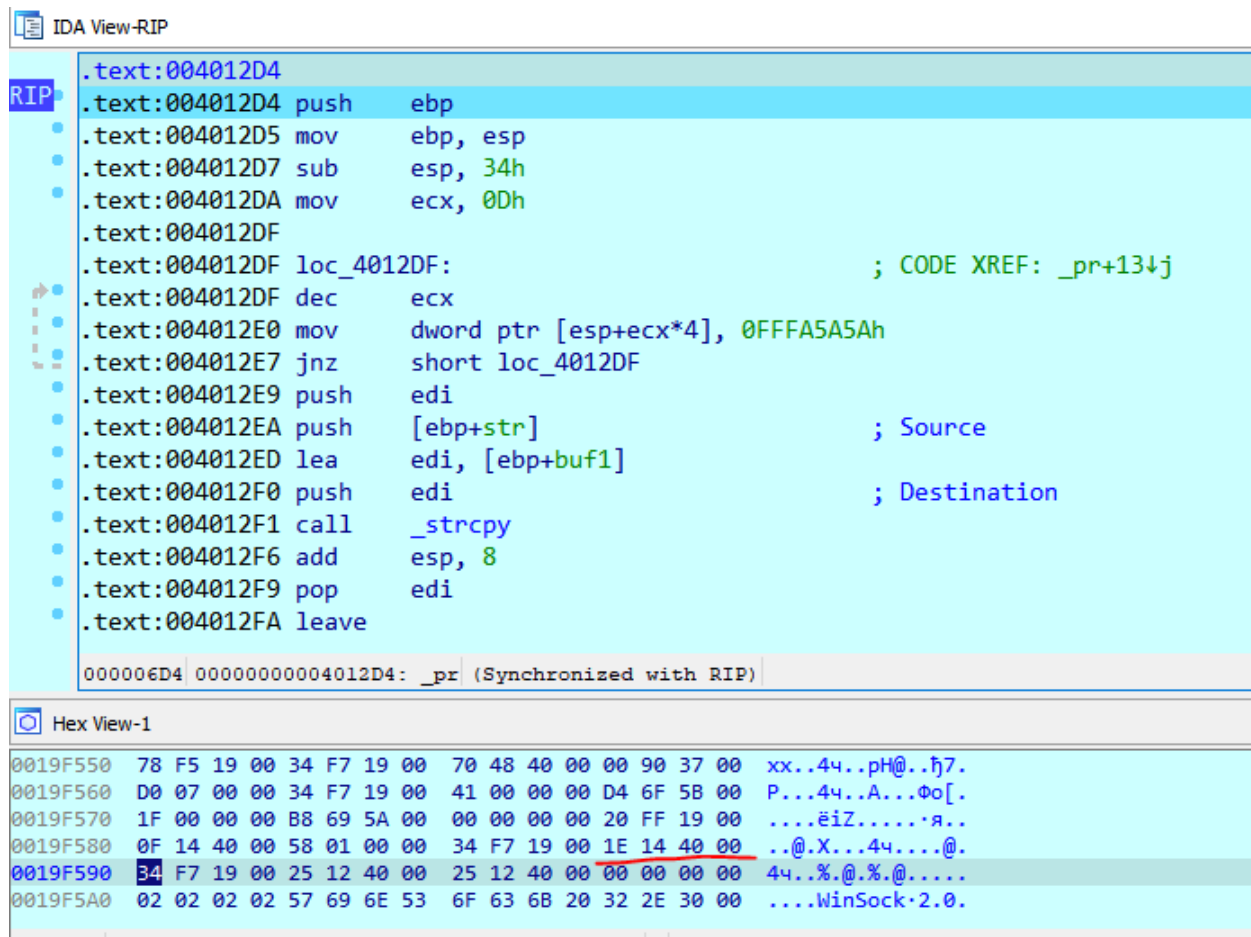 IDA View-RIP
.text:004012D4
RIP .text:004012D4 push ebp
.text:004012D5 mov ebp, esp
.text:004012D7 sub esp, 34h
.text:004012DA mov ecx, 0Dh
.text:004012DF
.text:004012DF loc_4012DF: ; CODE XREF: _pr+13↓j
.text:004012DF dec ecx
.text:004012E0 mov dword ptr [esp+ecx*4], 0FFFA5A5Ah
.text:004012E7 jnz short loc_4012DF
.text:004012E9 push edi
.text:004012EA push [ebp+str] ; Source
.text:004012ED lea edi, [ebp+buf1]
.text:004012F0 push edi ; Destination
.text:004012F1 call _strcpy
.text:004012F6 add esp, 8
.text:004012F9 pop edi
.text:004012FA leave
000006D4 00000000004012D4: _pr (Synchronized with RIP)
Hex View-1
0019F550 78 F5 19 00 34 F7 19 00 70 48 40 00 00 90 37 00 xx..4ч..pH@..ђ7.
0019F560 D0 07 00 00 34 F7 19 00 41 00 00 00 D4 6F 5B 00 Р...4ч..A...Фo[.
0019F570 1F 00 00 00 B8 69 5A 00 00 00 00 00 20 FF 19 00 ....ёiZ.....·я..
0019F580 0F 14 40 00 58 01 00 00 34 F7 19 00 1E 14 40 00 ..@.X...4ч....@.
0019F590 34 F7 19 00 25 12 40 00 25 12 40 00 00 00 00 00 4ч..%.@.%.@.....
0019F5A0 02 02 02 02 57 69 6E 53 6F 63 6B 20 32 2E 30 00 ....WinSock·2.0.